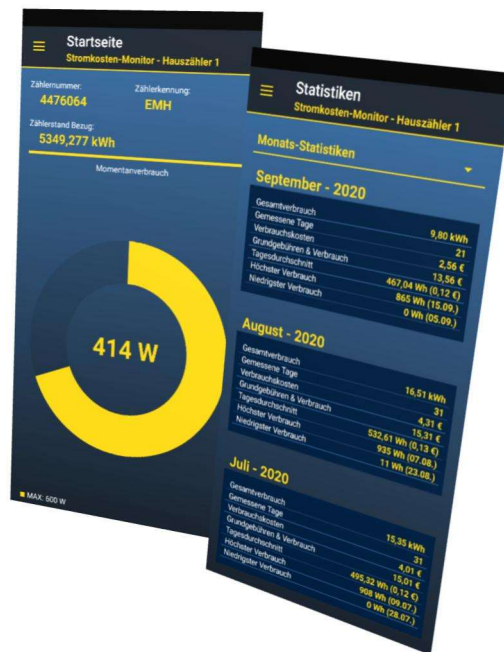 Startseite
Stromkosten-Monitor - Hauszähler 1
Zählernummer:
4476064
Zählerkennung:
EMH
Zählerstand Bezug:
5349,277 kWh
Momentanverbrauch
414 W
MAX: 600 W
Statistiken
Stromkosten-Monitor - Hauszähler 1
Monats-Statistiken
September - 2020
Gesamtverbrauch 9,80 kWh
Gemessene Tage 21
Verbrauchskosten 2,56 €
Grundgebühren & Verbrauch 13,56 €
Tagesdurchschnitt 467,04 Wh (0,12 €)
Höchster Verbrauch 865 Wh (15.09.)
Niedrigster Verbrauch 0 Wh (05.09.)
August - 2020
Gesamtverbrauch 16,51 kWh
Gemessene Tage 31
Verbrauchskosten 4,31 €
Grundgebühren & Verbrauch 15,31 €
Tagesdurchschnitt 532,61 Wh (0,13 €)
Höchster Verbrauch 935 Wh (07.08.)
Niedrigster Verbrauch 11 Wh (23.08.)
Juli - 2020
Gesamtverbrauch 15,35 kWh
Gemessene Tage 31
Verbrauchskosten 4,01 €
Grundgebühren & Verbrauch 15,01 €
Tagesdurchschnitt 495,32 Wh (0,12 €)
Höchster Verbrauch 908 Wh (09.07.)
Niedrigster Verbrauch 0 Wh (28.07.)